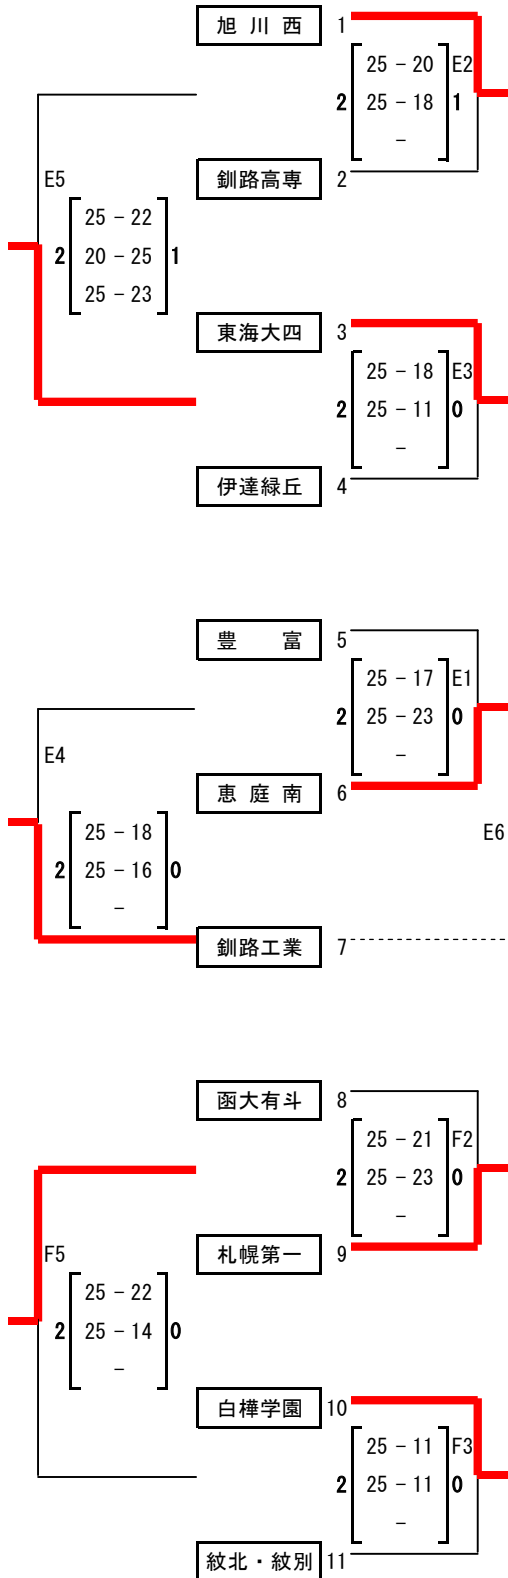 旭 川 西 1
25 － 20 E2
2 25 － 18 1
－
E5 釧路高専 2
25 － 22
2 20 － 25 1
25 － 23
東海大四 3
25 － 18 E3
2 25 － 11 0
－
伊達緑丘 4
豊 富 5
25 － 17 E1
2 25 － 23 0
E4 －
恵 庭 南 6
25 － 18 E6
2 25 － 16 0
－
釧路工業 7
函大有斗 8
25 － 21 F2
2 25 － 23 0
－
F5 札幌第一 9
25 － 22
2 25 － 14 0
－
白樺学園 10
25 － 11 F3
2 25 － 11 0
－
紋北・紋別 11